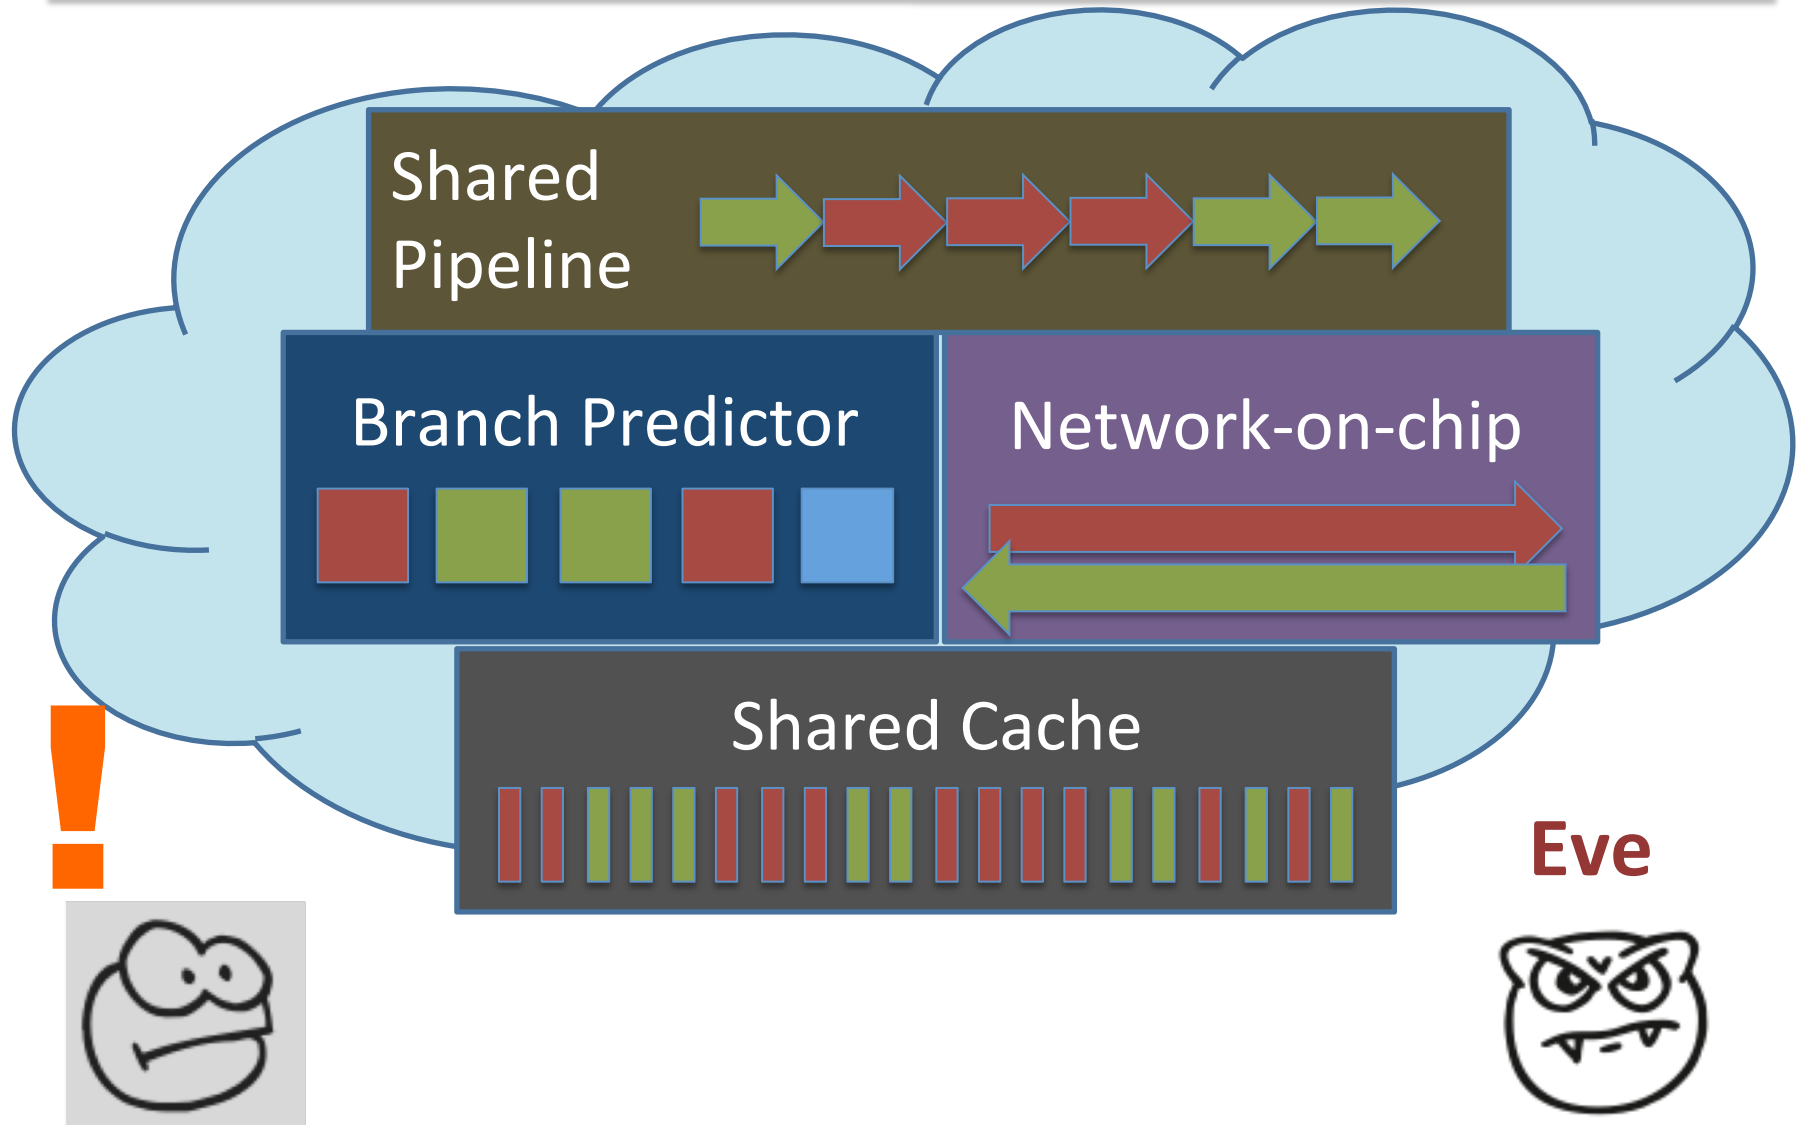 Shared
Pipeline
Branch Predictor
Network-on-chip
Shared Cache
!
Eve